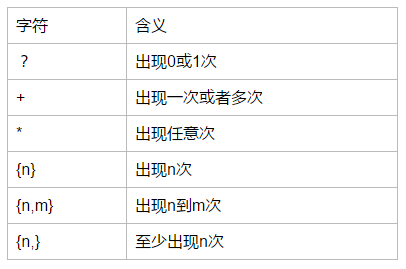 字符 含义
? 出现0或1次
+ 出现一次或者多次
* 出现任意次
{n} 出现n次
{n,m} 出现n到m次
{n,} 至少出现n次